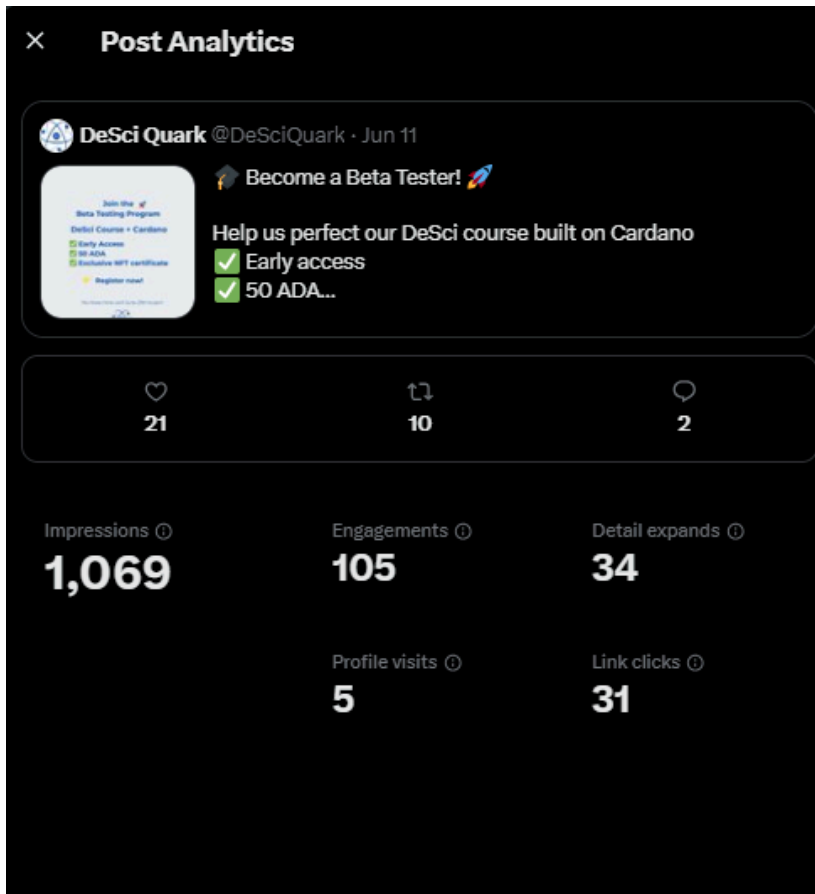 Post Analytics
DeSci Quark @DeSciQuark · Jun 11
🎓 Become a Beta Tester! 🚀
Help us perfect our DeSci course built on Cardano
✅ Early access
✅ 50 ADA...
Join the 🚀
Beta Testing Program
DeSci Course + Cardano
✅ Early Access
✅ 50 ADA
✅ Exclusive NFT certificate
Register now!
21
10
2
Impressions
1,069
Engagements
105
Detail expands
34
Profile visits
5
Link clicks
31